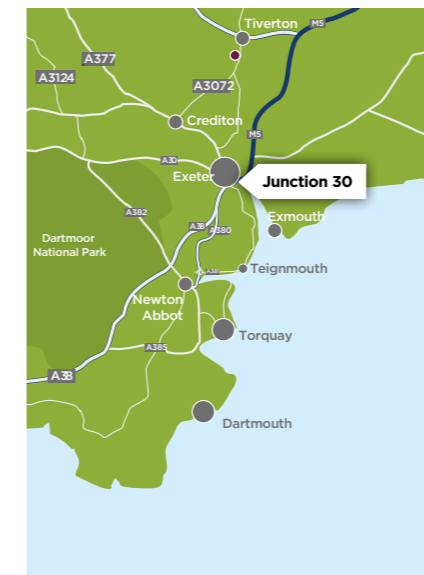 Tiverton
M5
A377
A3124
A3072
Crediton
M5
A30
Exeter
Junction 30
A382
Exmouth
A38
A380
Dartmoor
National Park
A381
Teignmouth
Newton
Abbot
Torquay
A385
A38
Dartmouth